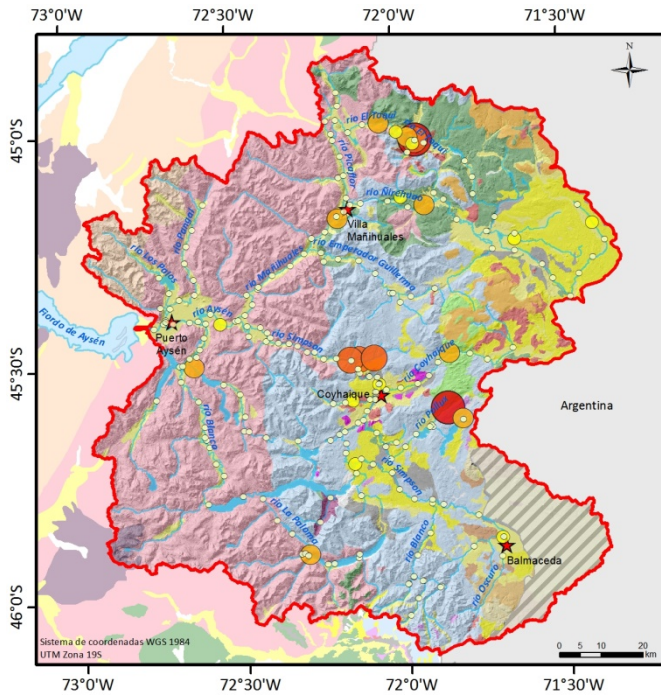 73°0'W 72°30'W 72°0'W 71°30'W
N
45°0'S
río El Toqui
río Picaflor
río Ñirehuao
Villa
Mañihuales
río Pangal
río Los Palos
río Mañihuales
río Emperador Guillermo
Fiordo de Aysén
río Aysén
Puerto
Aysén
río Simpson
45°30'S
río Coyhaique
Coyhaique
Argentina
río Pollux
río Blanco
río Simpson
río La Paloma
río Blanco
Balmaceda
río Oscuro
46°0'S
Sistema de coordenadas WGS 1984
UTM Zona 19S
0 5 10 20
km
73°0'W 72°30'W 72°0'W 71°30'W